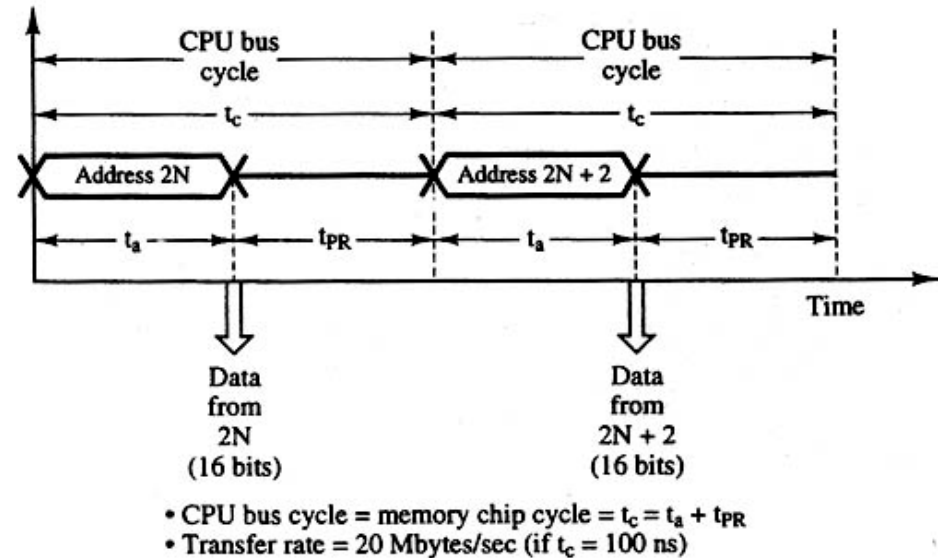 CPU bus cycle
CPU bus cycle
t_c
t_c
Address 2N
Address 2N + 2
t_a
t_PR
t_a
t_PR
Time
Data
from
2N
(16 bits)
Data
from
2N + 2
(16 bits)
• CPU bus cycle = memory chip cycle = t_c = t_a + t_PR
• Transfer rate = 20 Mbytes/sec (if t_c = 100 ns)